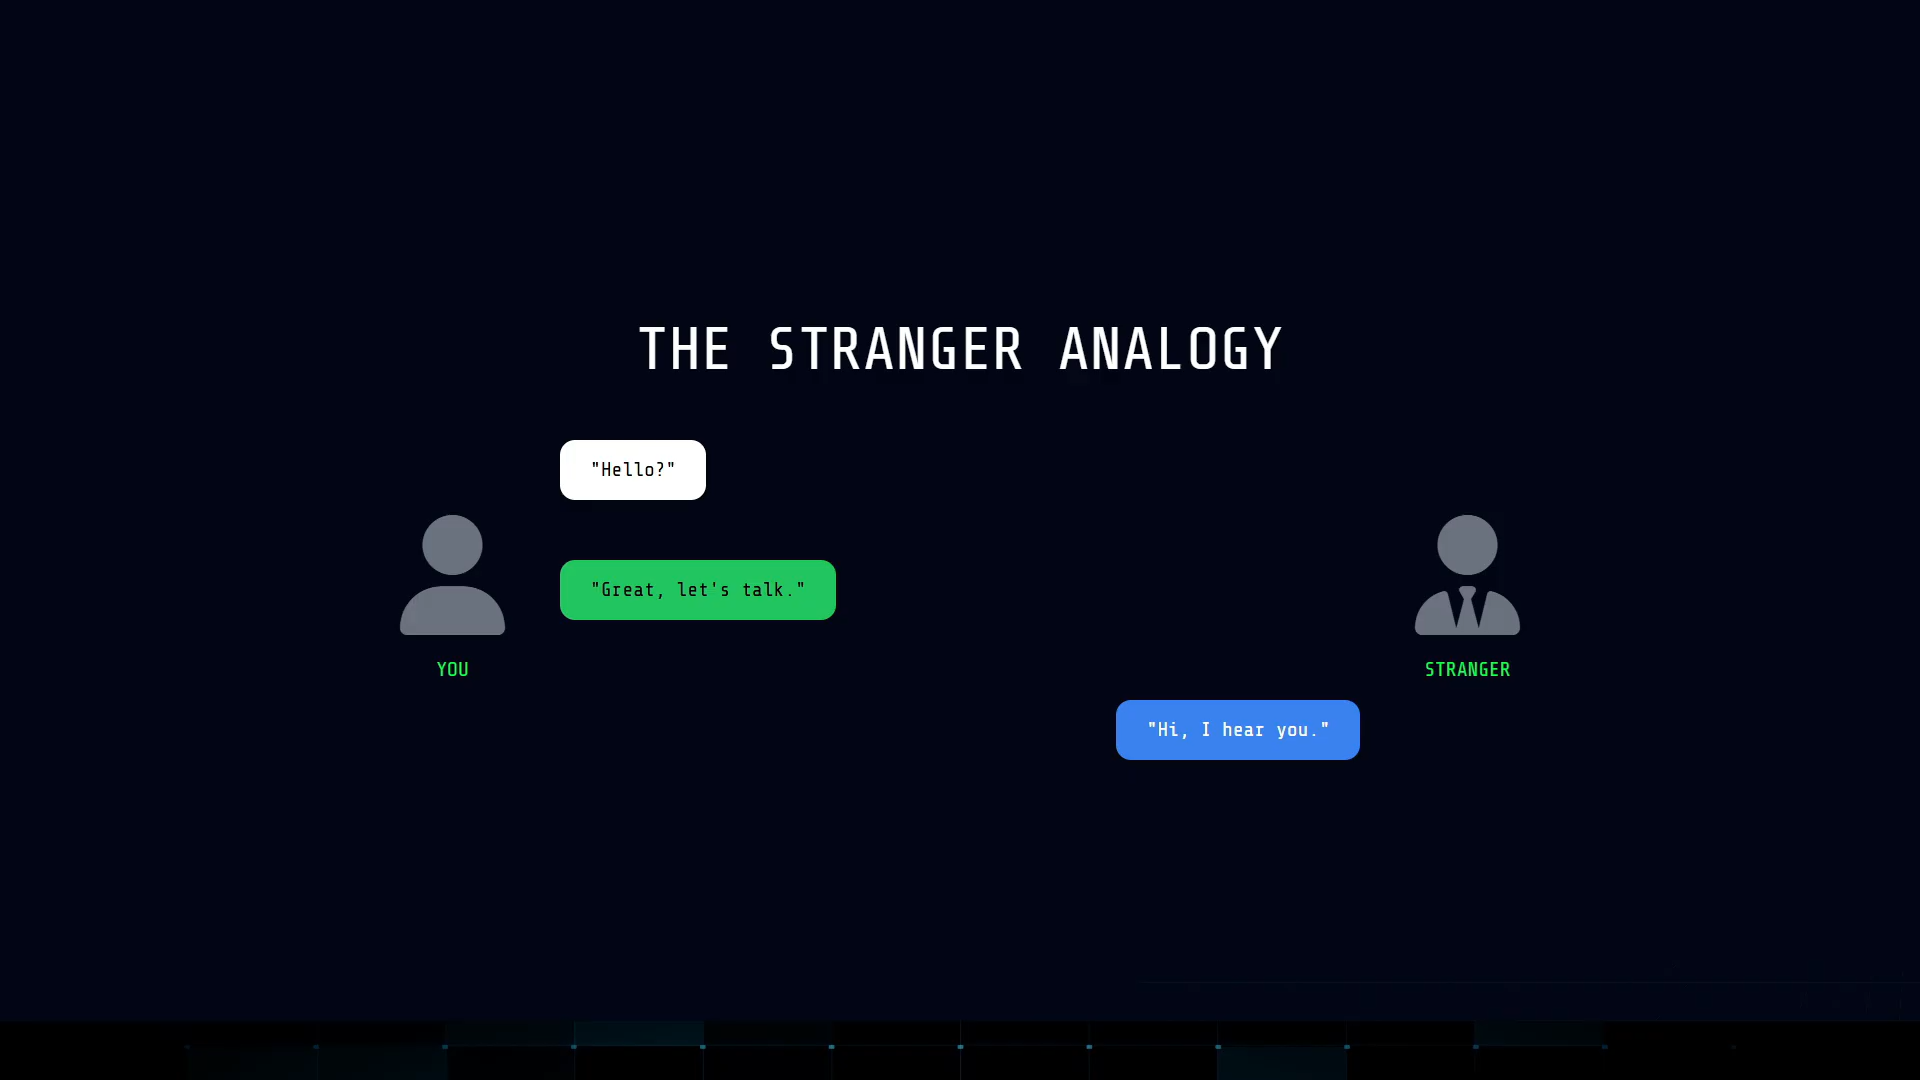 THE STRANGER ANALOGY
"Hello?"
"Great, let's talk."
YOU
STRANGER
"Hi, I hear you."